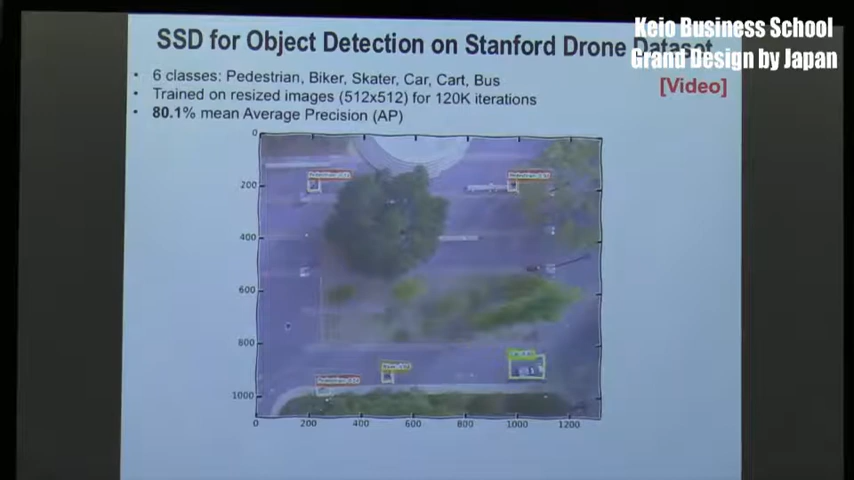 Keio Business School
Grand Design by Japan
SSD for Object Detection on Stanford Drone Dataset
[Video]
• 6 classes: Pedestrian, Biker, Skater, Car, Cart, Bus
• Trained on resized images (512x512) for 120K iterations
• 80.1% mean Average Precision (AP)
0
200
400
600
800
1000
0 200 400 600 800 1000 1200